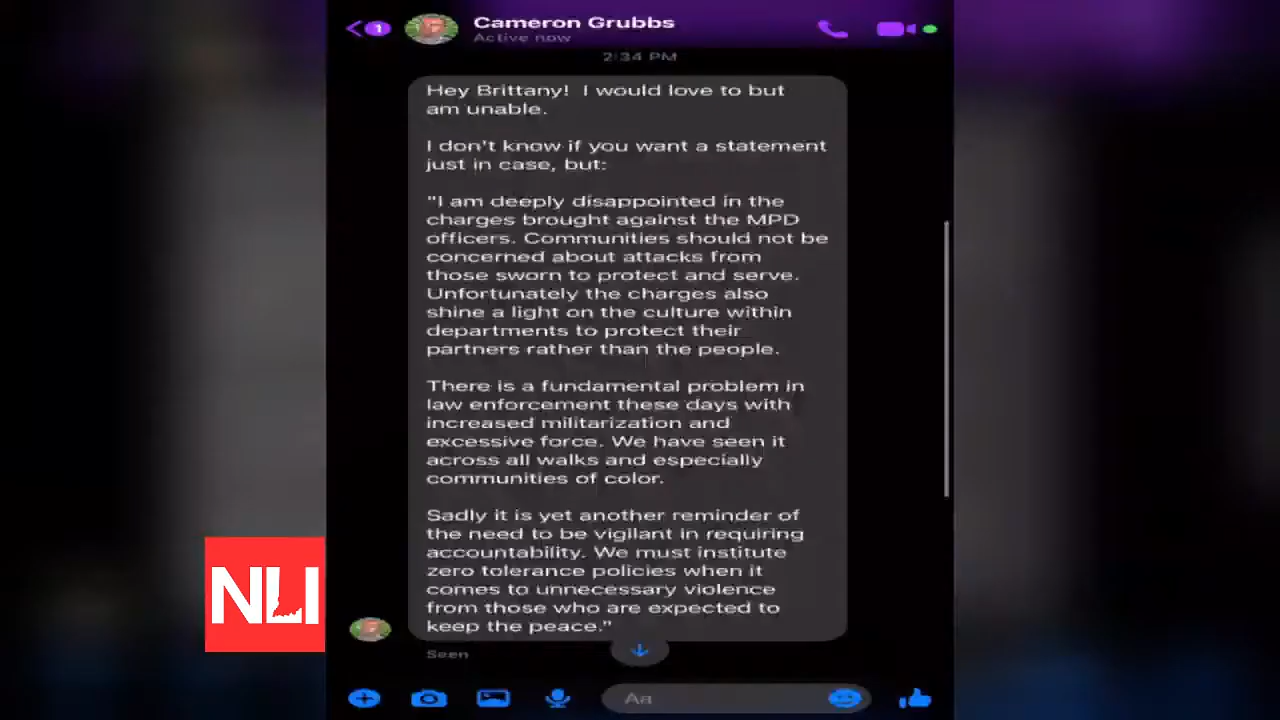 1
Cameron Grubbs
Active now
2:34 PM
Hey Brittany!  I would love to but
am unable.
I don't know if you want a statement
just in case, but:
"I am deeply disappointed in the
charges brought against the MPD
officers. Communities should not be
concerned about attacks from
those sworn to protect and serve.
Unfortunately the charges also
shine a light on the culture within
departments to protect their
partners rather than the people.
There is a fundamental problem in
law enforcement these days with
increased militarization and
excessive force. We have seen it
across all walks and especially
communities of color.
Sadly it is yet another reminder of
the need to be vigilant in requiring
accountability. We must institute
zero tolerance policies when it
comes to unnecessary violence
from those who are expected to
keep the peace."
Seen
Aa
NLI